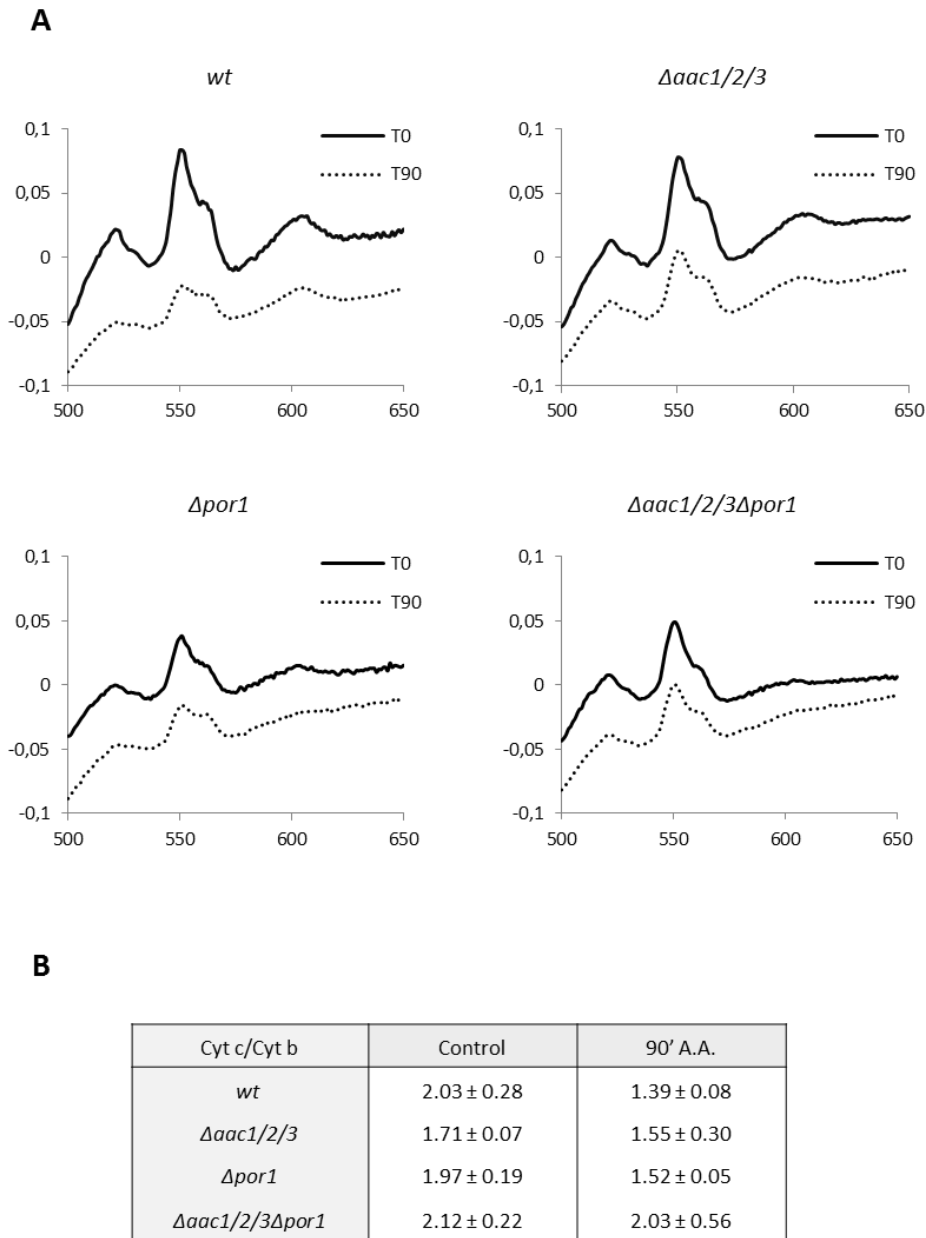 A
wt
Δaac1/2/3
0,1
0,05
0
-0,05
-0,1
500 550 600 650
T0
T90
0,1
0,05
0
-0,05
-0,1
500 550 600 650
T0
T90
Δpor1
Δaac1/2/3Δpor1
0,1
0,05
0
-0,05
-0,1
500 550 600 650
T0
T90
0,1
0,05
0
-0,05
-0,1
500 550 600 650
T0
T90
B
Cyt c/Cyt b Control 90’ A.A.
wt 2.03 ± 0.28 1.39 ± 0.08
Δaac1/2/3 1.71 ± 0.07 1.55 ± 0.30
Δpor1 1.97 ± 0.19 1.52 ± 0.05
Δaac1/2/3Δpor1 2.12 ± 0.22 2.03 ± 0.56